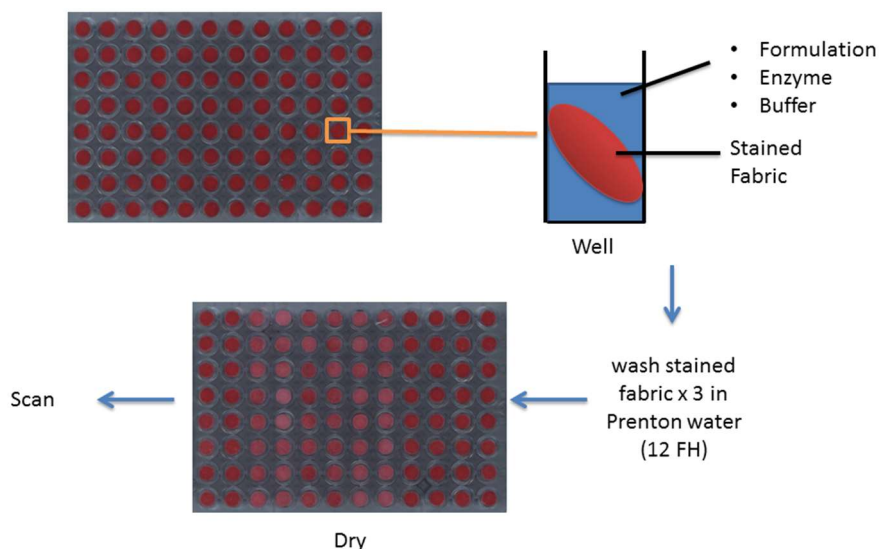 • Formulation
• Enzyme
• Buffer
Stained
Fabric
Well
wash stained
fabric x 3 in
Prenton water
(12 FH)
Scan
Dry